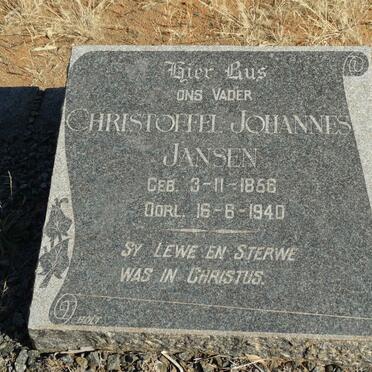 Hier Rus
ONS VADER
CHRISTOFFEL JOHANNES
JANSEN
GEB. 3-11-1856
OORL. 16-6-1940
SY LEWE EN STERWE
WAS IN CHRISTUS.